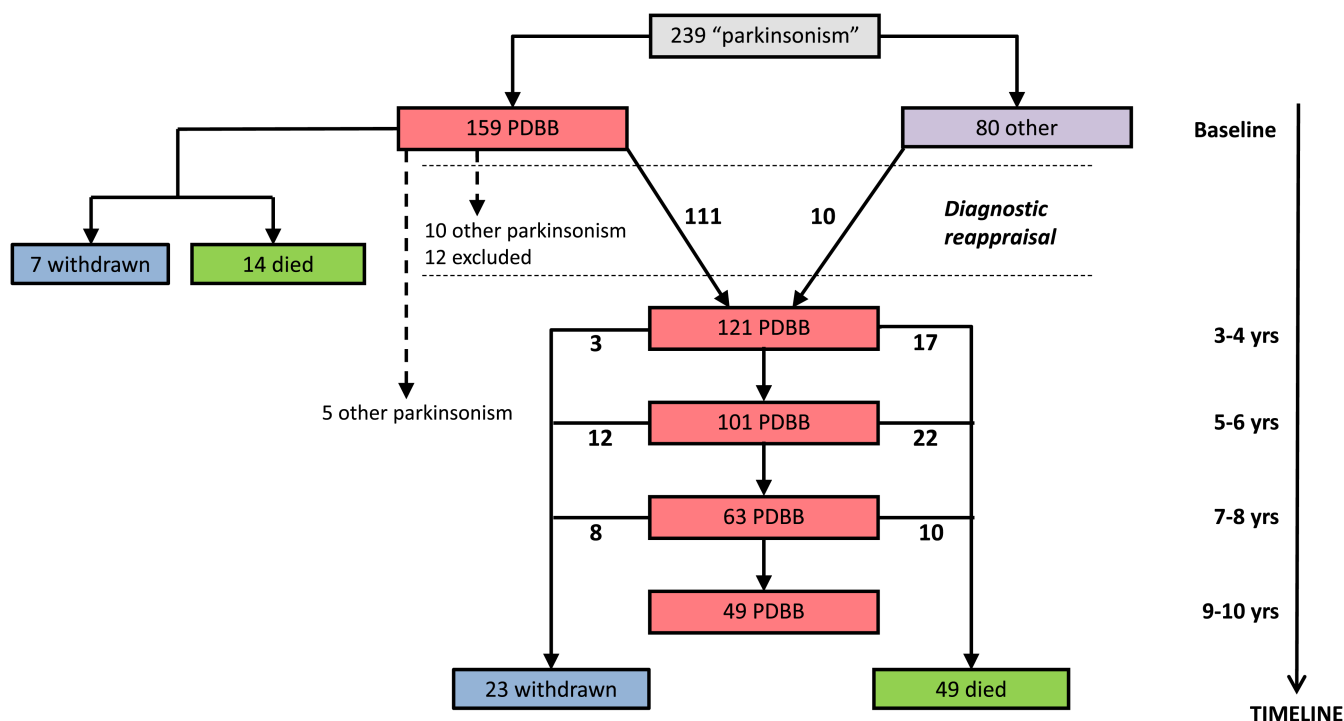 239 “parkinsonism”
159 PDBB
80 other
Baseline
10 other parkinsonism
12 excluded
111
10
Diagnostic
reappraisal
7 withdrawn
14 died
121 PDBB
3
17
3-4 yrs
5 other parkinsonism
101 PDBB
12
22
5-6 yrs
63 PDBB
8
10
7-8 yrs
49 PDBB
9-10 yrs
23 withdrawn
49 died
TIMELINE